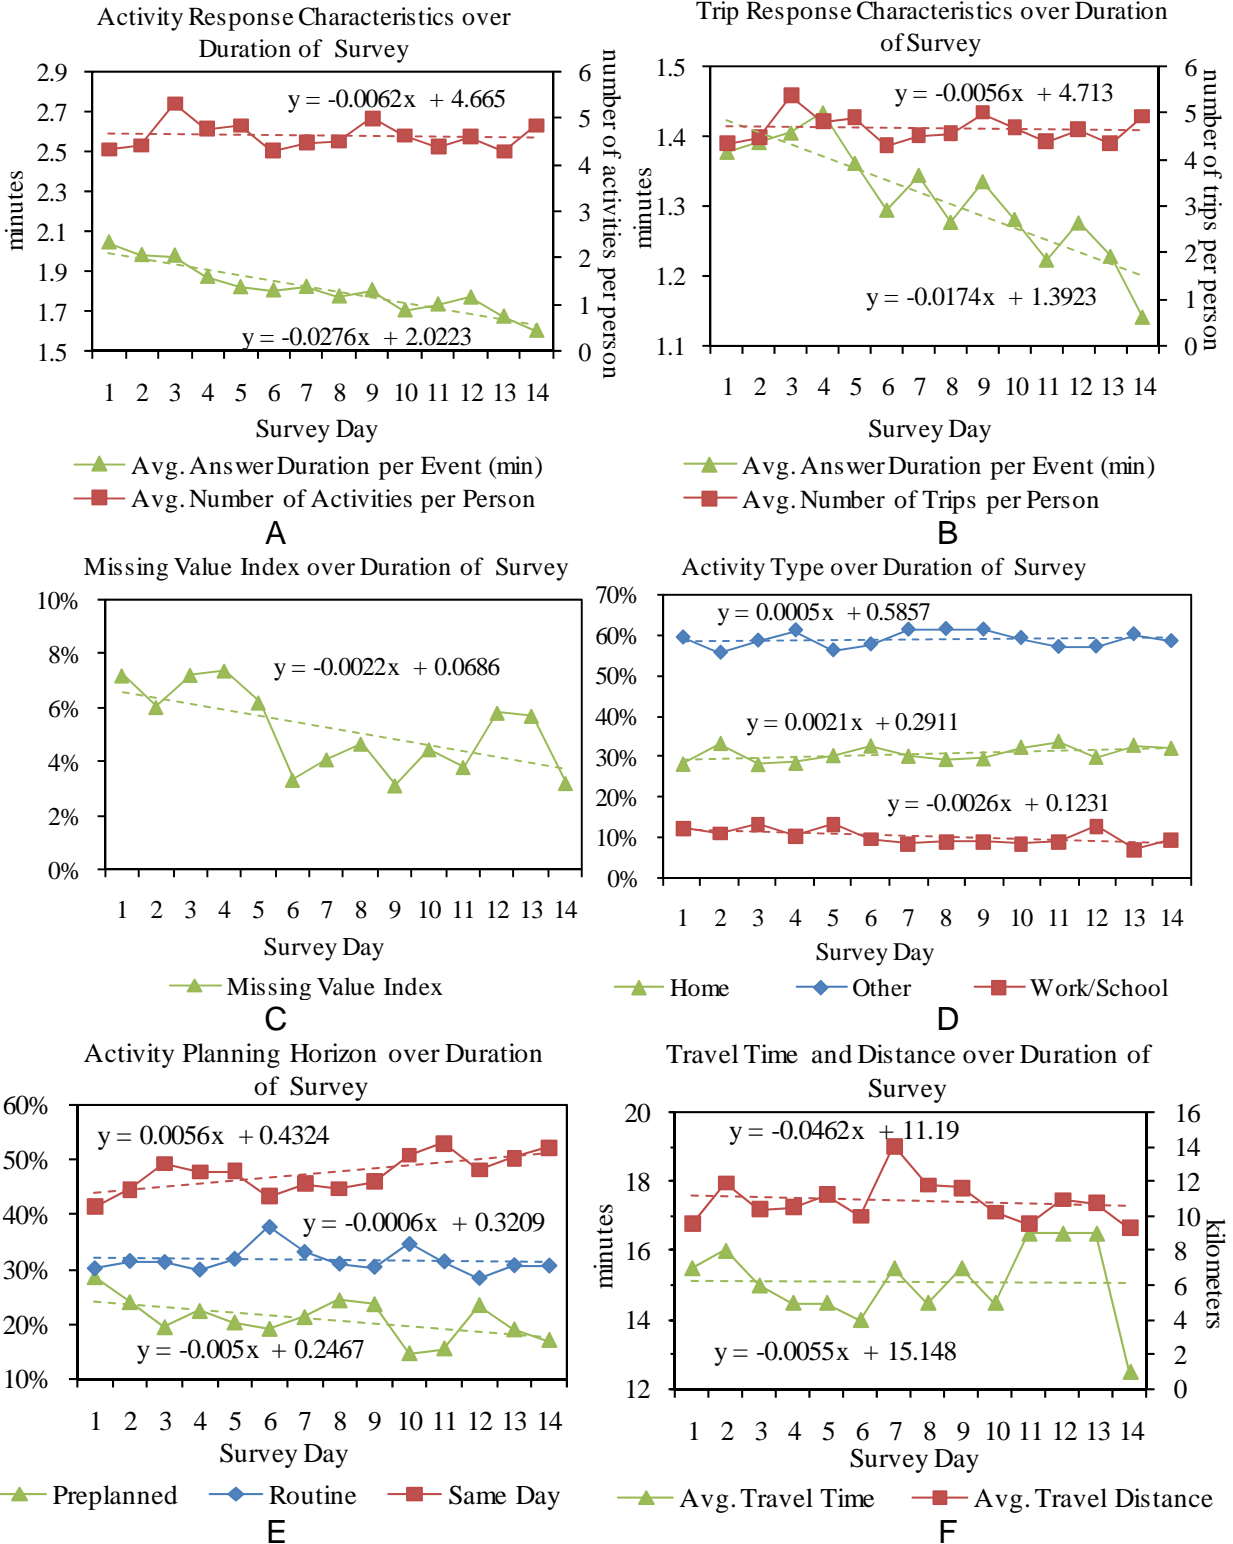 Activity Response Characteristics over
Duration of Survey
2.9
2.7
2.5
2.3
2.1
1.9
1.7
1.5
minutes
6
5
4
3
2
1
0
number of activities per person
y = -0.0062x + 4.665
y = -0.0276x + 2.0223
1 2 3 4 5 6 7 8 9 10 11 12 13 14
Survey Day
Avg. Answer Duration per Event (min)
Avg. Number of Activities per Person
A
Trip Response Characteristics over Duration
of Survey
1.5
1.4
1.3
1.2
1.1
minutes
6
5
4
3
2
1
0
number of trips per person
y = -0.0056x + 4.713
y = -0.0174x + 1.3923
1 2 3 4 5 6 7 8 9 10 11 12 13 14
Survey Day
Avg. Answer Duration per Event (min)
Avg. Number of Trips per Person
B
Missing Value Index over Duration of Survey
10%
8%
6%
4%
2%
0%
y = -0.0022x + 0.0686
1 2 3 4 5 6 7 8 9 10 11 12 13 14
Survey Day
Missing Value Index
C
Activity Type over Duration of Survey
70%
60%
50%
40%
30%
20%
10%
0%
y = 0.0005x + 0.5857
y = 0.0021x + 0.2911
y = -0.0026x + 0.1231
1 2 3 4 5 6 7 8 9 10 11 12 13 14
Survey Day
Home Other Work/School
D
Activity Planning Horizon over Duration
of Survey
60%
50%
40%
30%
20%
10%
y = 0.0056x + 0.4324
y = -0.0006x + 0.3209
y = -0.005x + 0.2467
1 2 3 4 5 6 7 8 9 10 11 12 13 14
Survey Day
Preplanned Routine Same Day
E
Travel Time and Distance over Duration of
Survey
20
18
16
14
12
minutes
16
14
12
10
8
6
4
2
0
kilometers
y = -0.0462x + 11.19
y = -0.0055x + 15.148
1 2 3 4 5 6 7 8 9 10 11 12 13 14
Survey Day
Avg. Travel Time Avg. Travel Distance
F